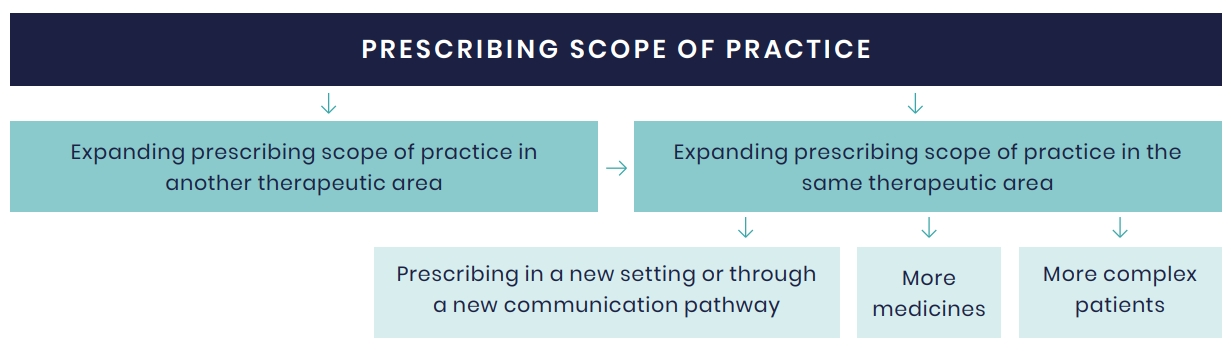 PRESCRIBING SCOPE OF PRACTICE
Expanding prescribing scope of practice in
another therapeutic area
Expanding prescribing scope of practice in the
same therapeutic area
Prescribing in a new setting or through
a new communication pathway
More
medicines
More complex
patients